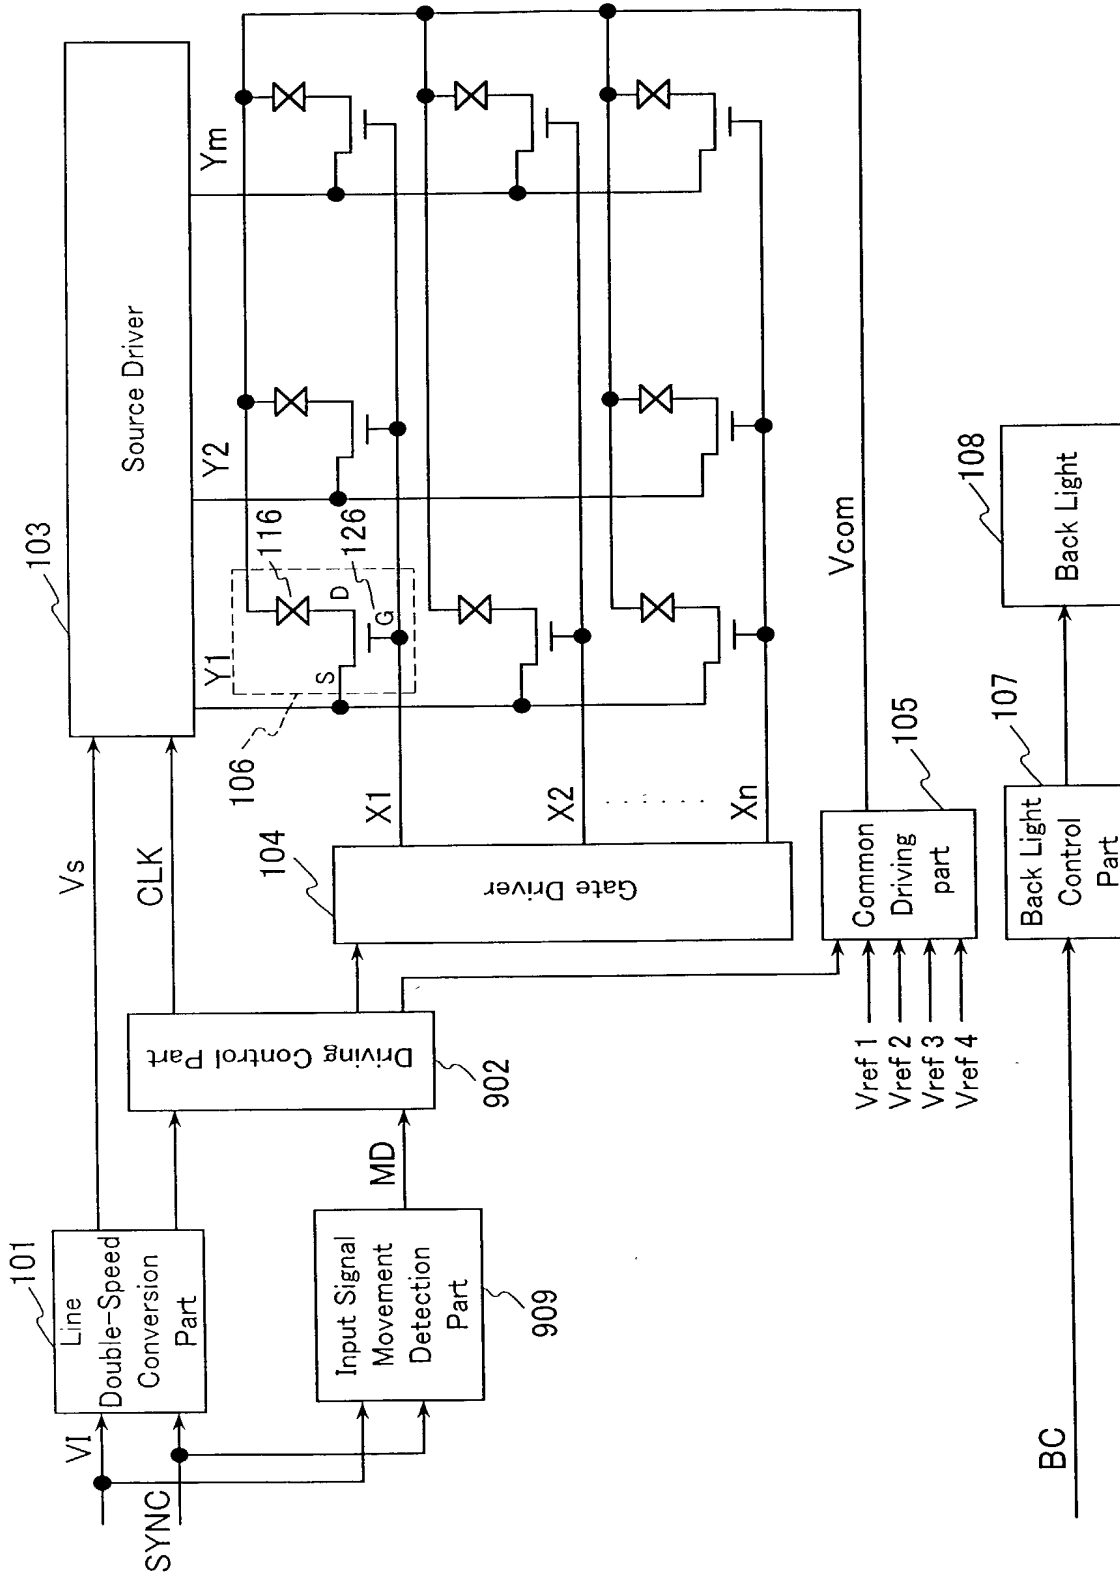 VI
SYNC
101
Line
Double-Speed
Conversion
Part
Input Signal
Movement
Detection
Part
909
MD
Driving Control Part
902
Vs
CLK
103
Source Driver
104
Gate Driver
106
Y1
Y2
Ym
S
D
G
116
126
X1
X2
......
Xn
Vref 1
Vref 2
Vref 3
Vref 4
Common
Driving
part
105
Vcom
BC
Back Light
Control
Part
107
Back Light
108